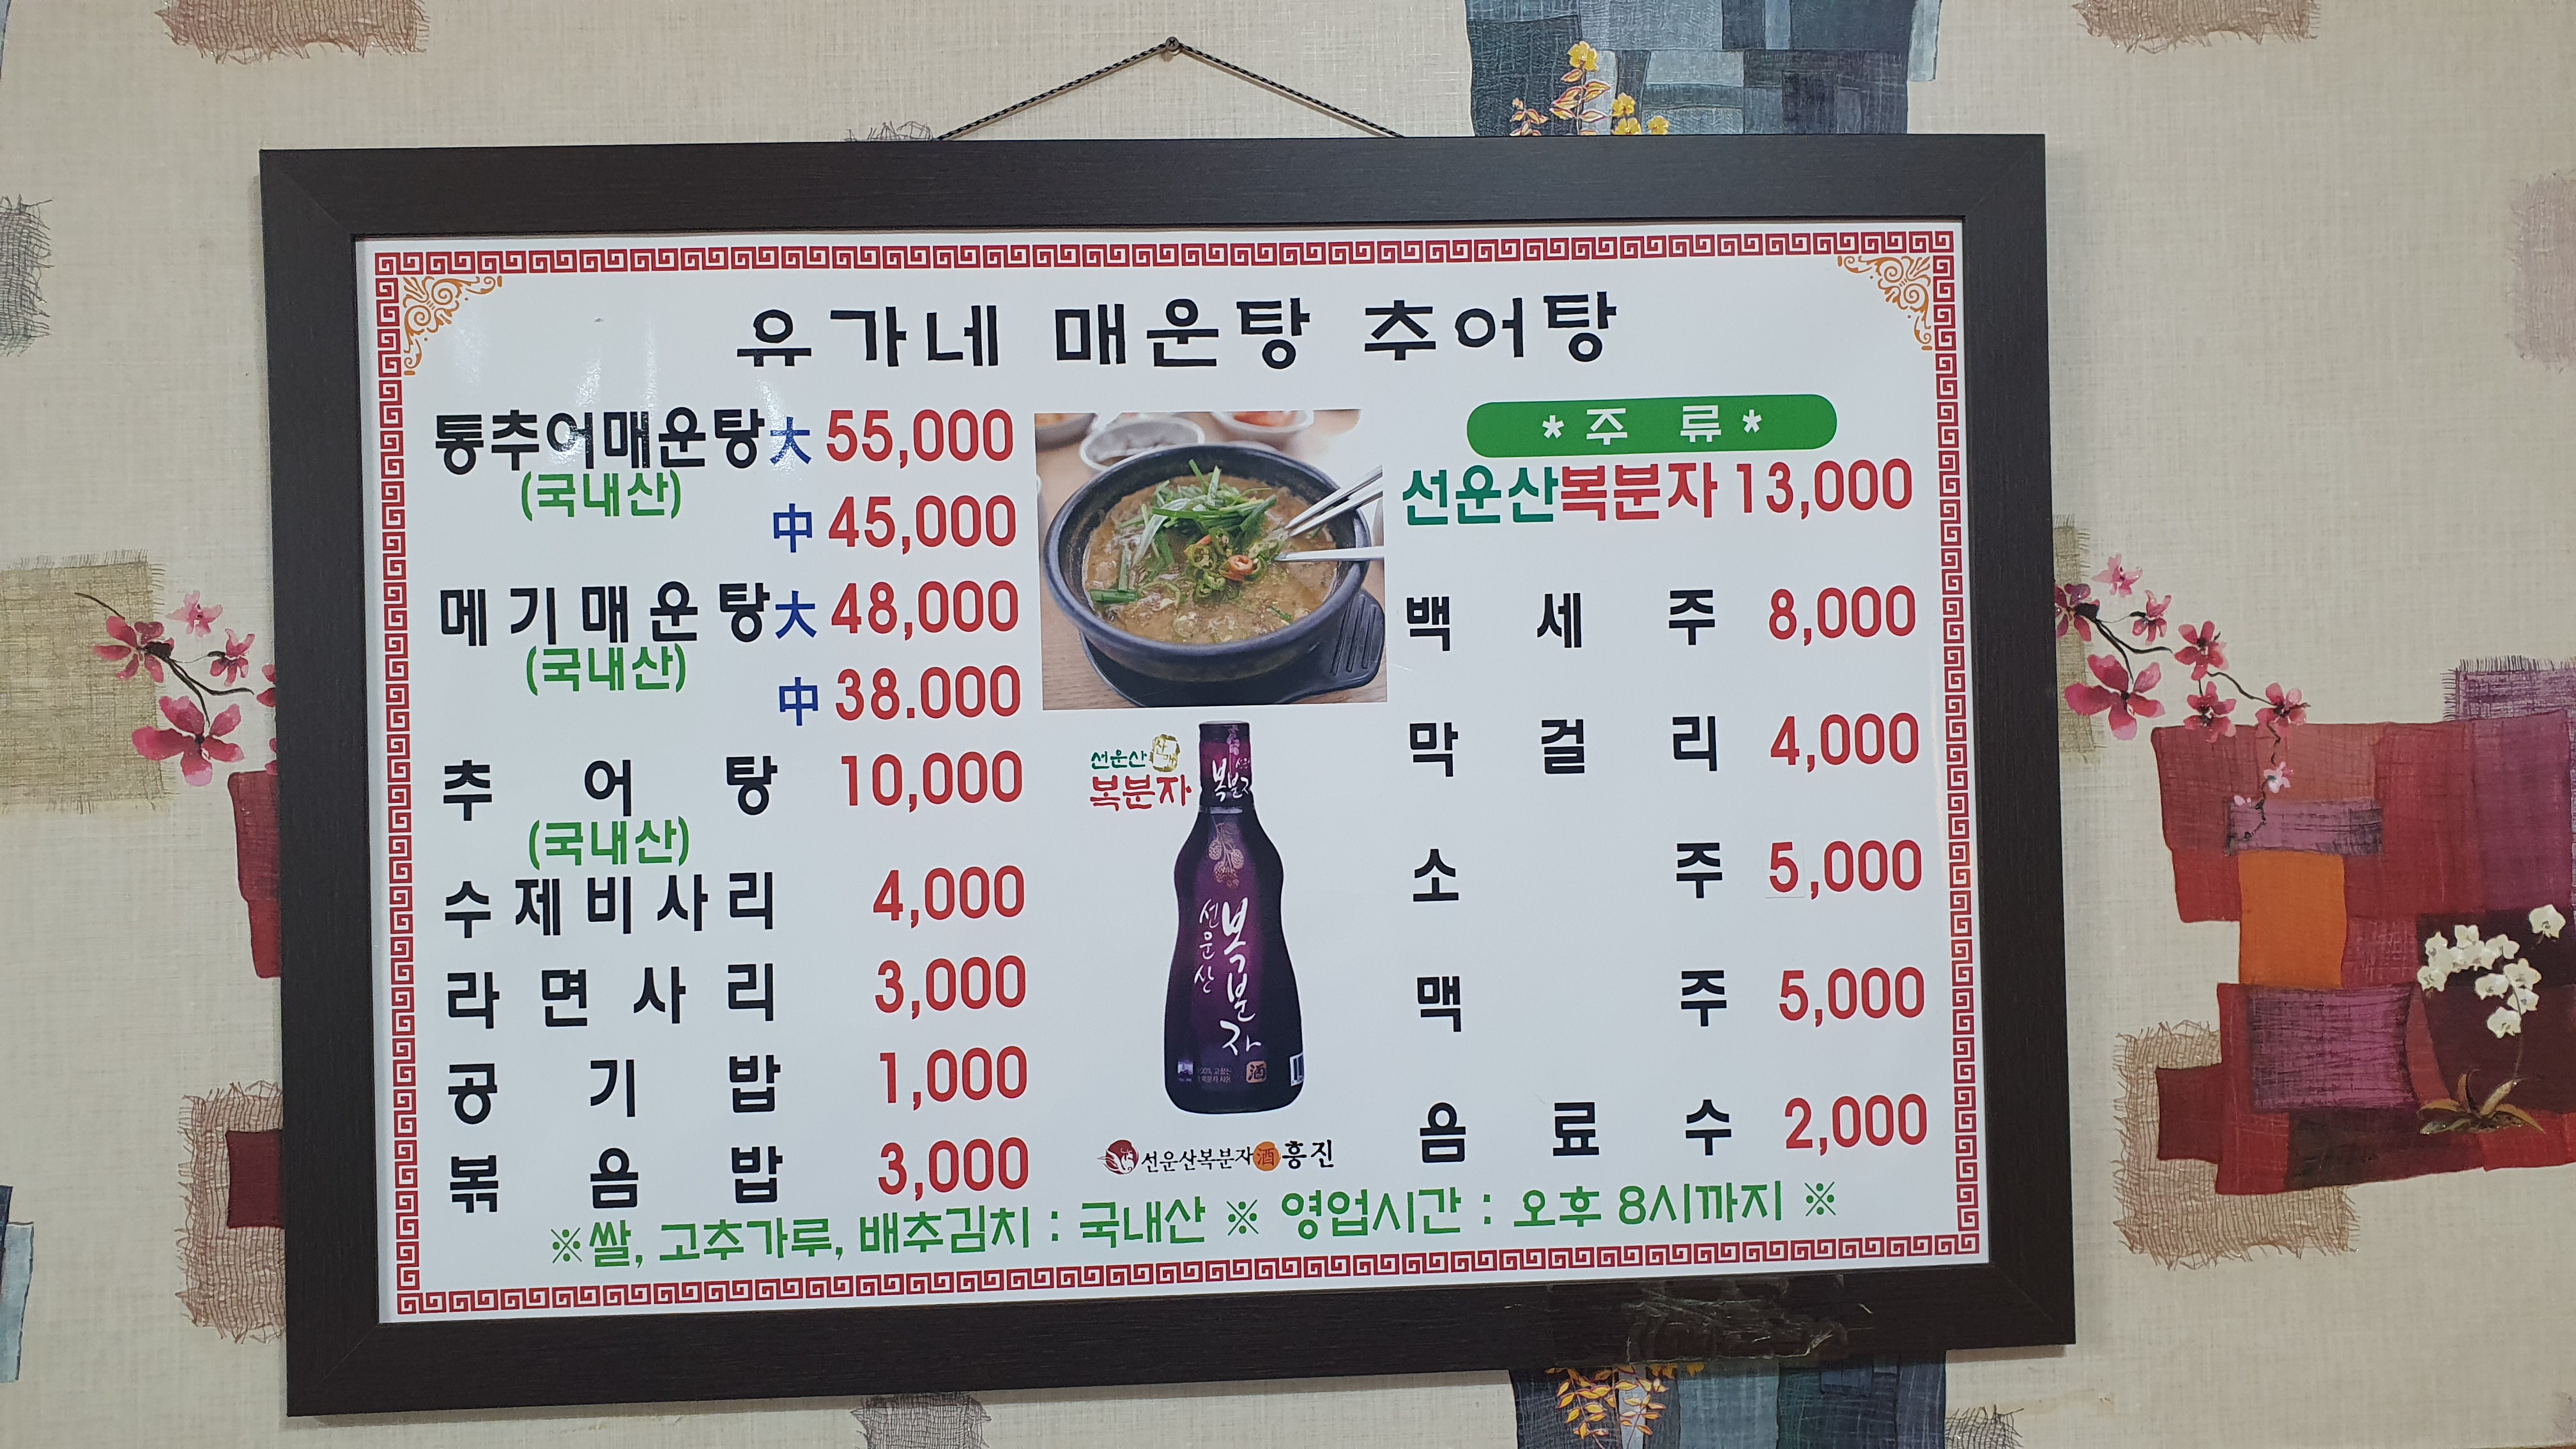 유가네 매운탕 추어탕
통추어매운탕 大 55,000
(국내산)
中 45,000
메기매운탕 大 48,000
(국내산)
中 38.000
추어탕 10,000
(국내산)
수제비사리 4,000
라면사리 3,000
공기밥 1,000
볶음밥 3,000
선운산
복분자
복분자
선운산
복분자
酒
선운산복분자酒흥진
*주 류*
선운산복분자 13,000
백세주 8,000
막걸리 4,000
소주 5,000
맥주 5,000
음료수 2,000
※쌀, 고추가루, 배추김치 : 국내산 ※ 영업시간 : 오후 8시까지 ※